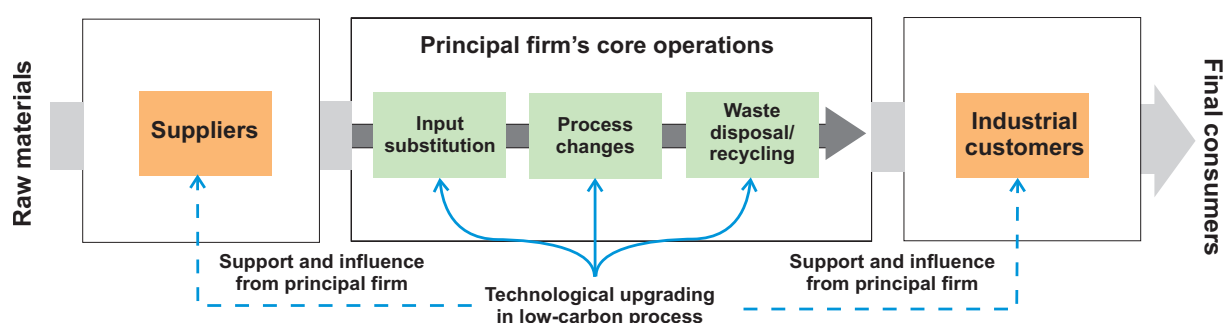 Raw materials
Suppliers
Principal firm's core operations
Input
substitution
Process
changes
Waste
disposal/
recycling
Industrial
customers
Final consumers
Support and influence
from principal firm
Technological upgrading
in low-carbon process
Support and influence
from principal firm